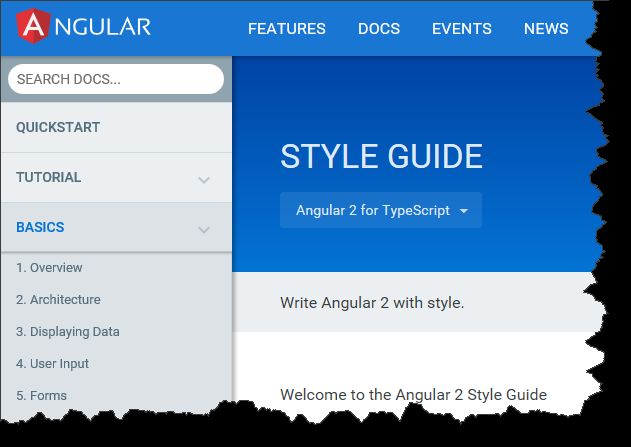 ANGULAR
FEATURES DOCS EVENTS NEWS
SEARCH DOCS...
QUICKSTART
TUTORIAL
BASICS
1. Overview
2. Architecture
3. Displaying Data
4. User Input
5. Forms
STYLE GUIDE
Angular 2 for TypeScript
Write Angular 2 with style.
Welcome to the Angular 2 Style Guide